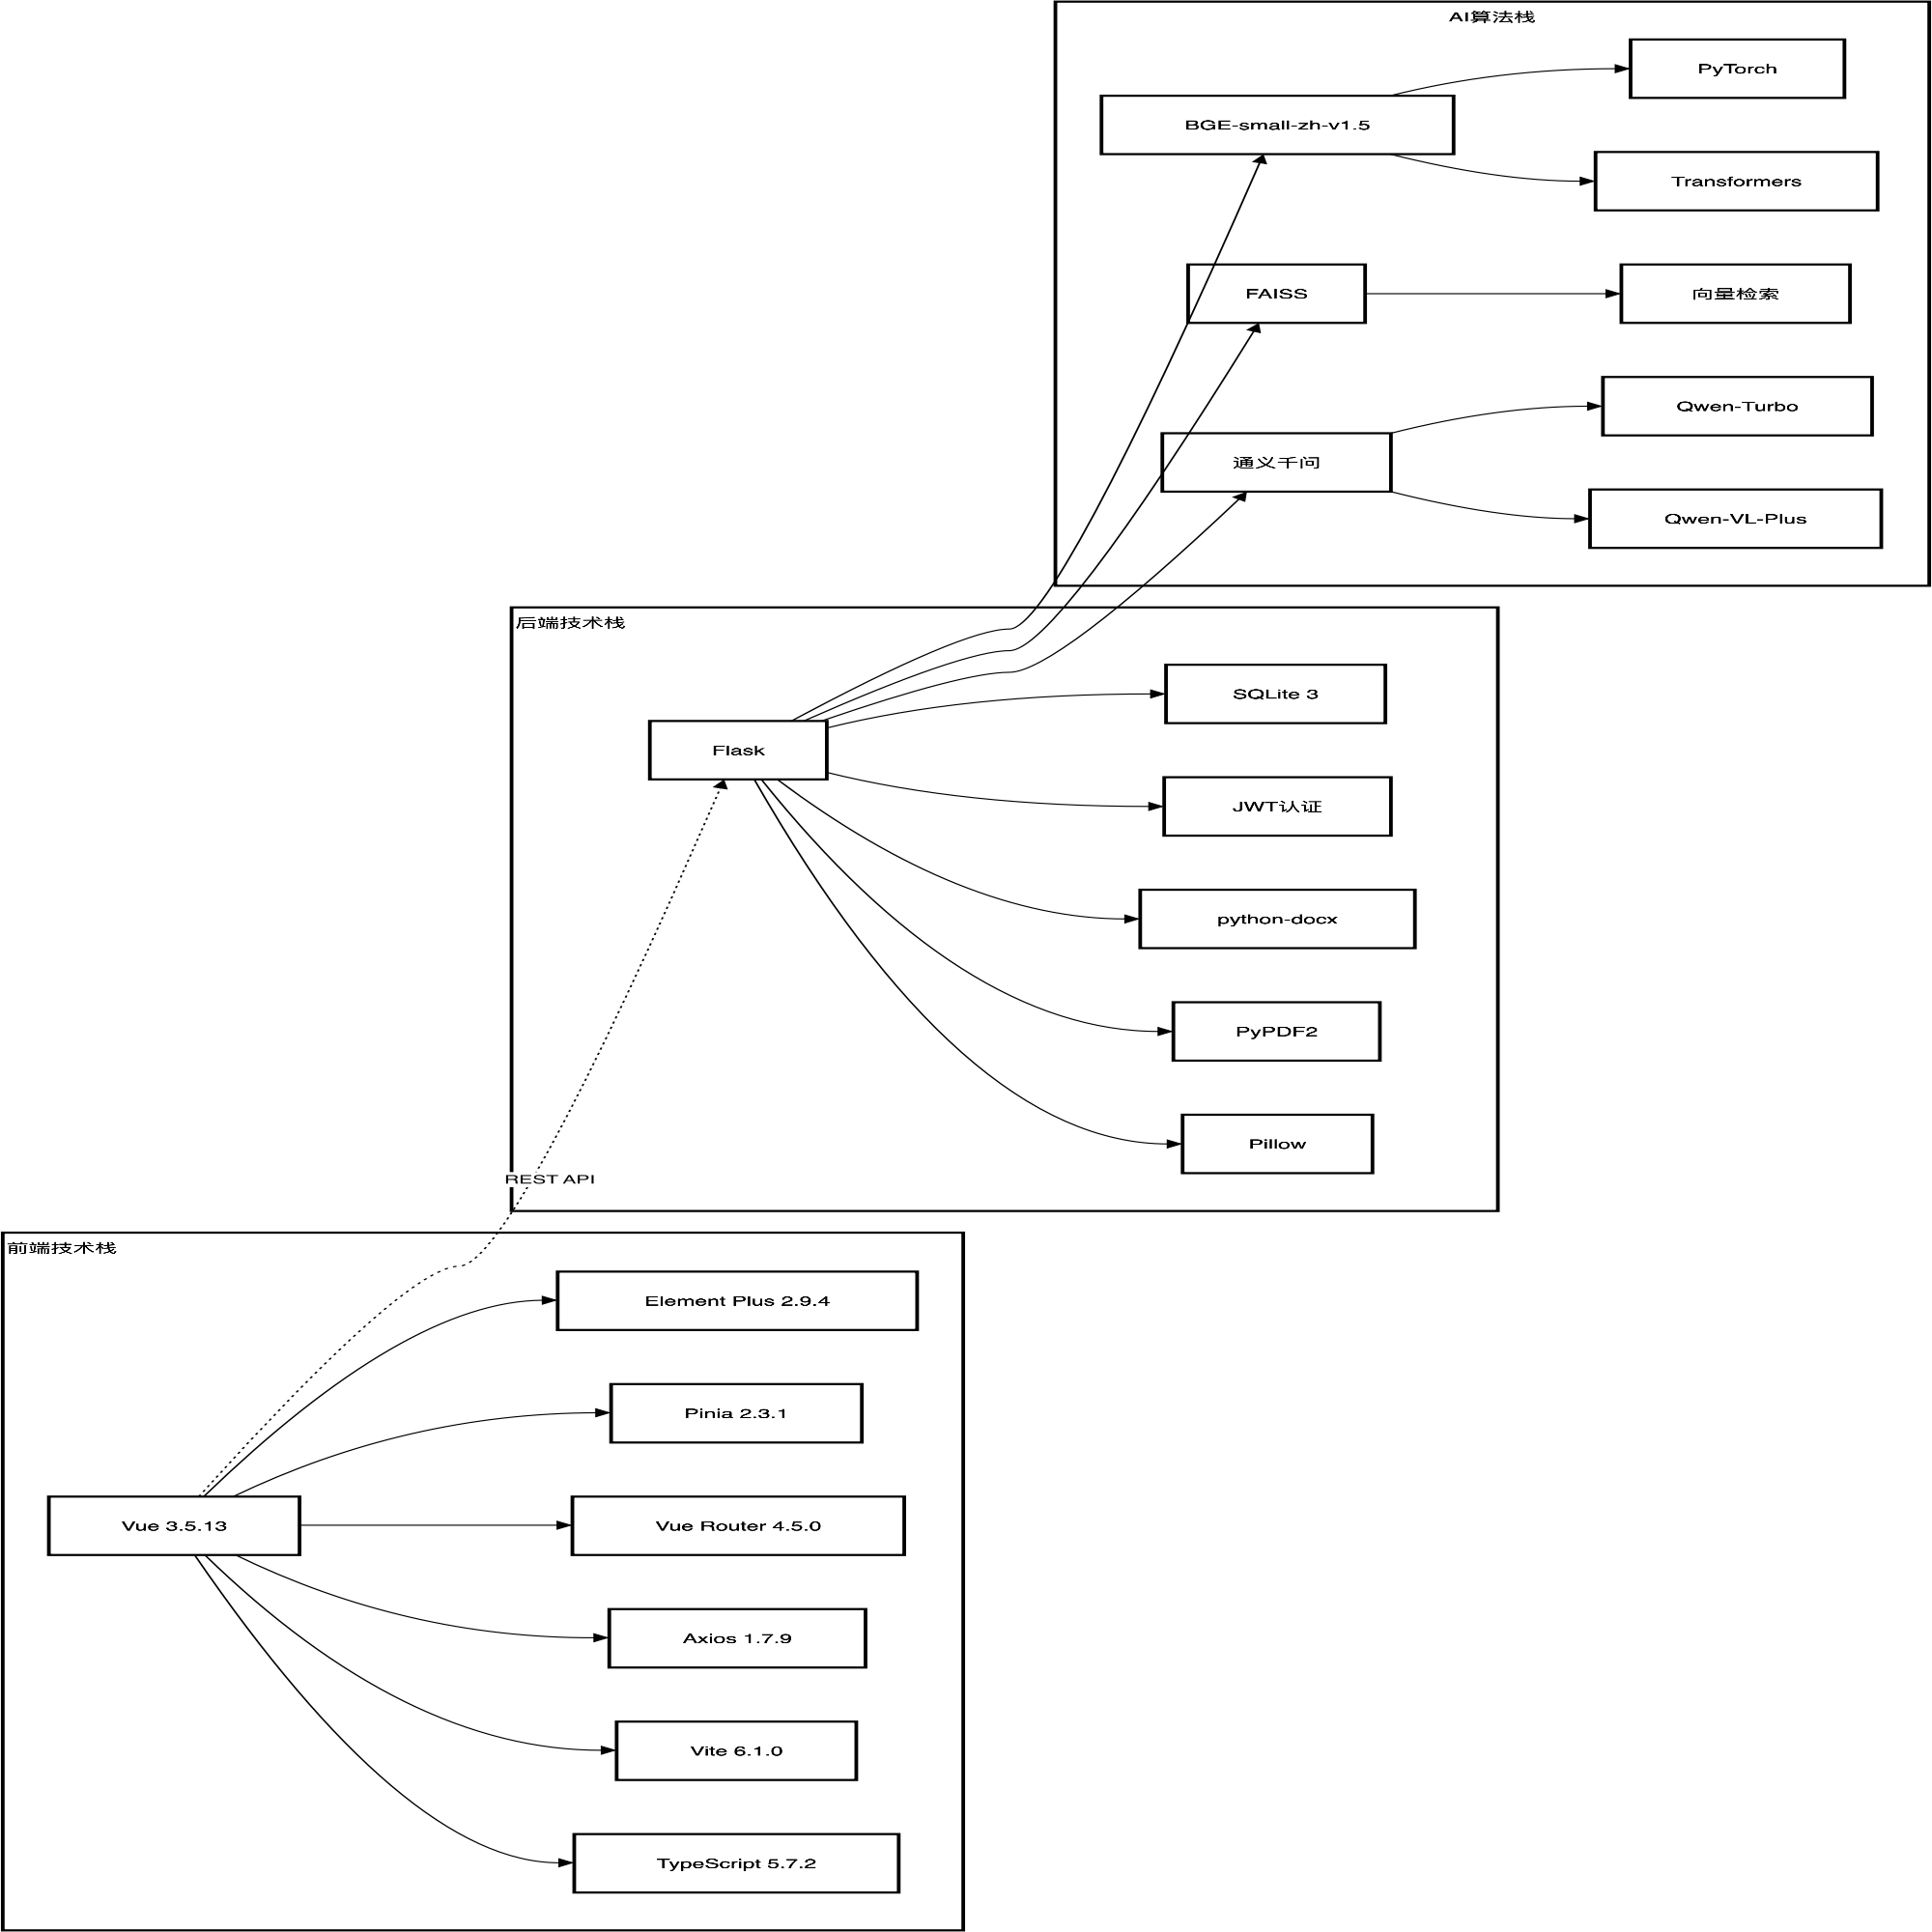 AI算法栈
PyTorch
BGE-small-zh-v1.5
Transformers
FAISS
向量检索
Qwen-Turbo
通义千问
Qwen-VL-Plus
后端技术栈
SQLite 3
Flask
JWT认证
python-docx
PyPDF2
Pillow
REST API
前端技术栈
Element Plus 2.9.4
Pinia 2.3.1
Vue 3.5.13
Vue Router 4.5.0
Axios 1.7.9
Vite 6.1.0
TypeScript 5.7.2